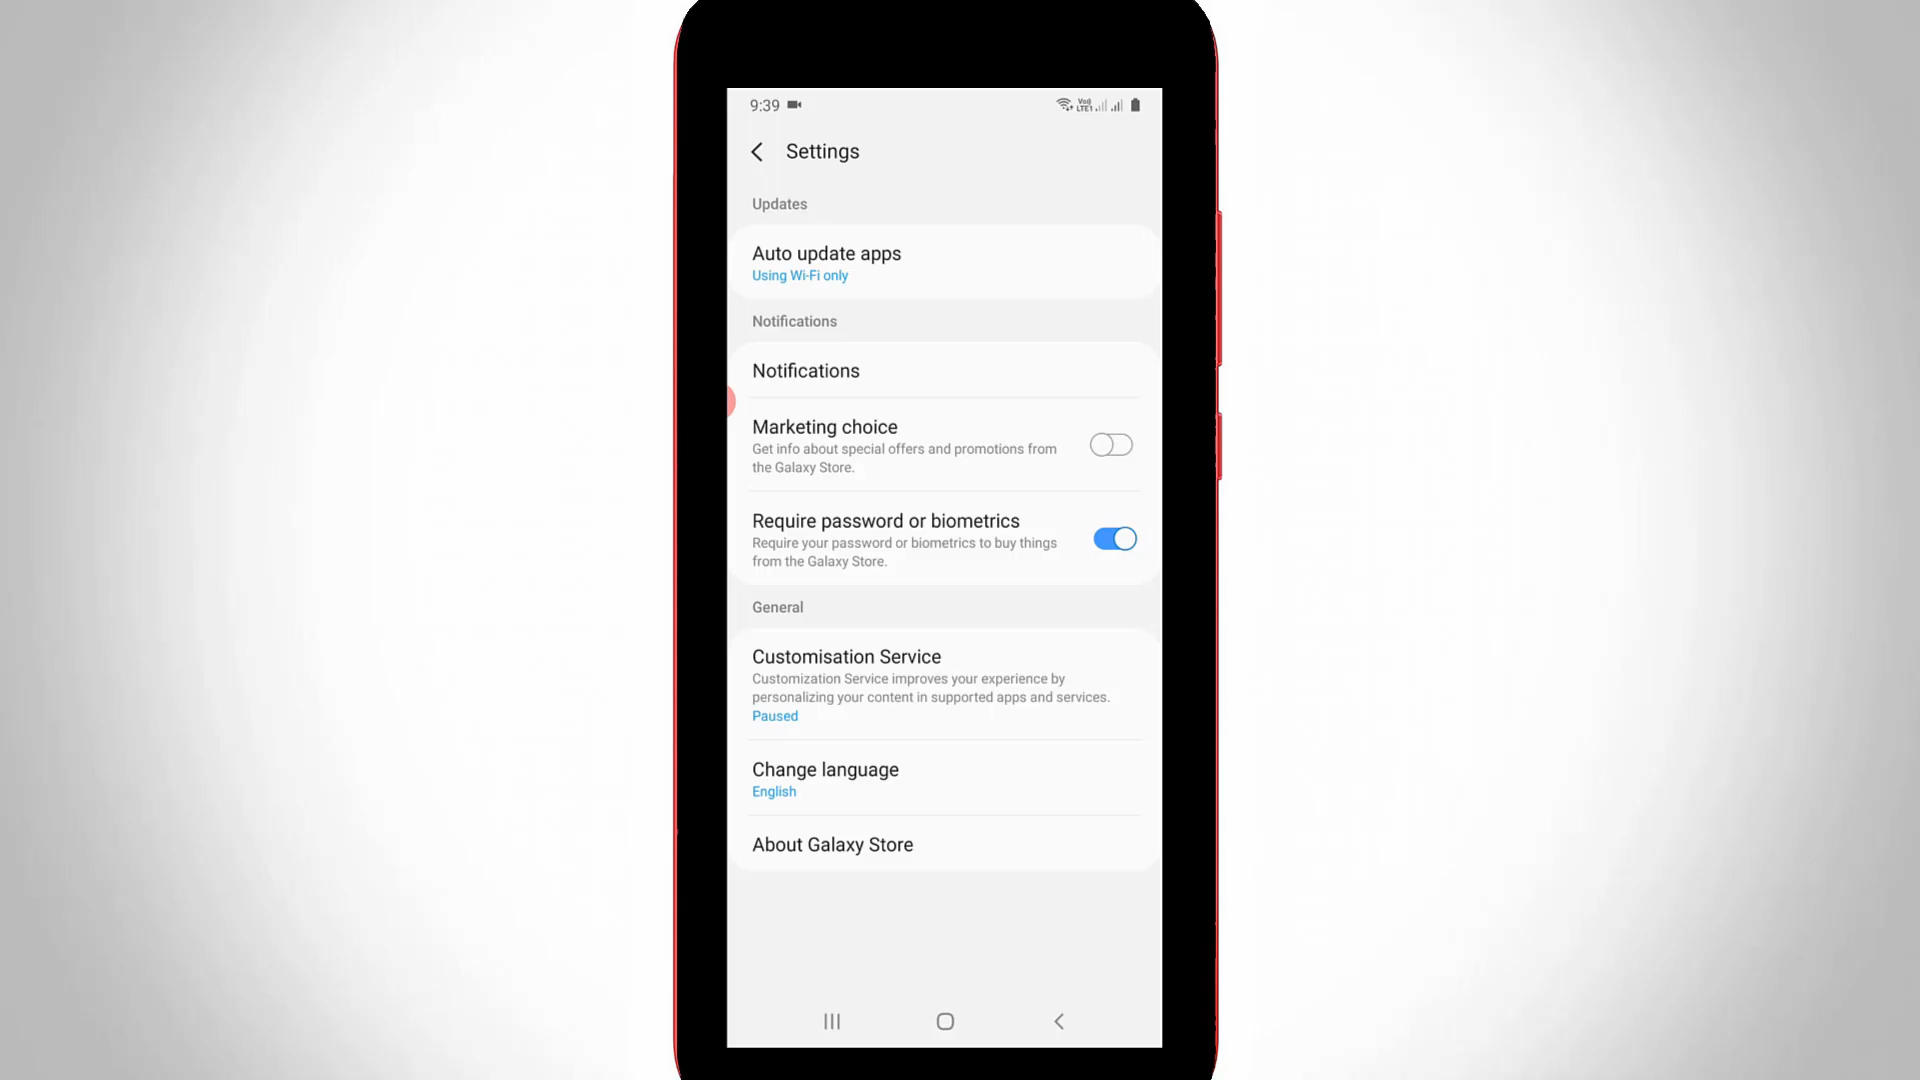 9:39
Vo) LTE1
Settings
Updates
Auto update apps
Using Wi-Fi only
Notifications
Notifications
Marketing choice
Get info about special offers and promotions from
the Galaxy Store.
Require password or biometrics
Require your password or biometrics to buy things
from the Galaxy Store.
General
Customisation Service
Customization Service improves your experience by
personalizing your content in supported apps and services.
Paused
Change language
English
About Galaxy Store